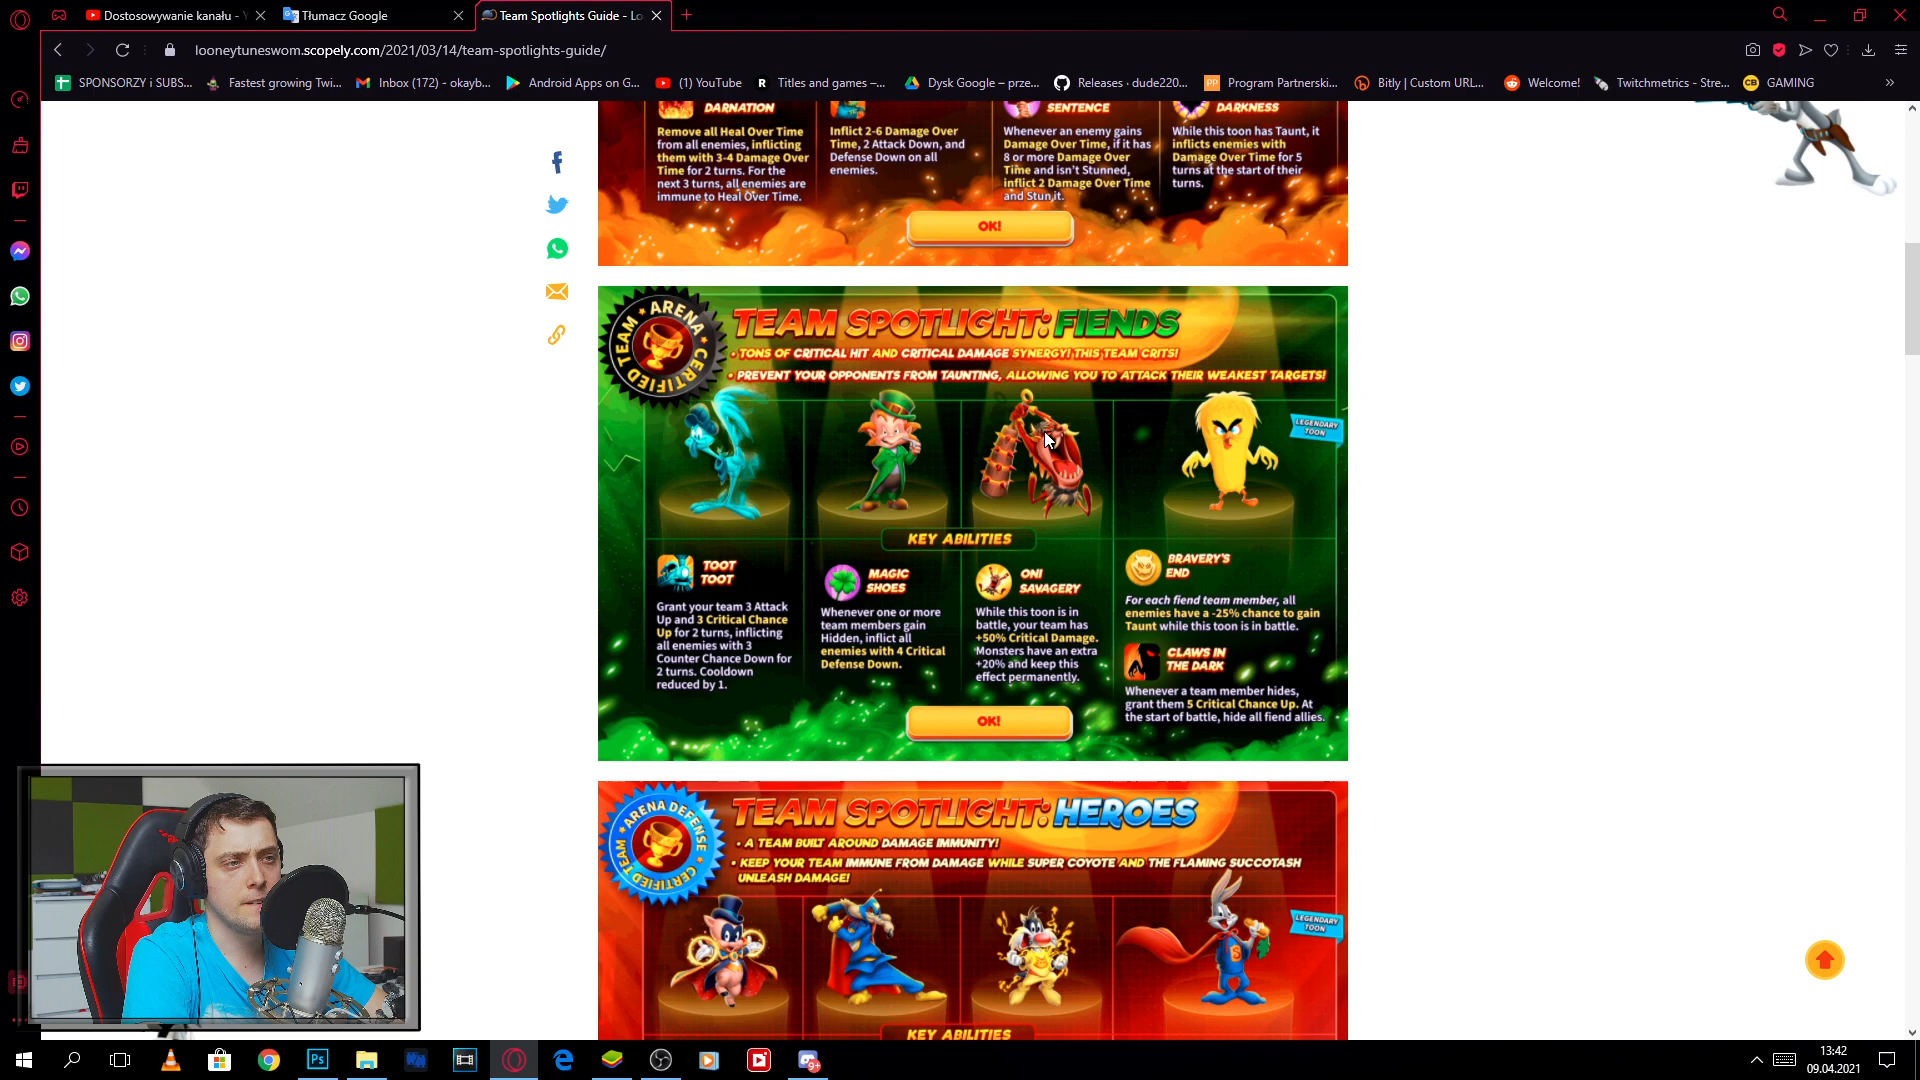 Dostosowywanie kanału -
Tłumacz Google
Team Spotlights Guide - Lo
looneytuneswom.scopely.com/2021/03/14/team-spotlights-guide/
SPONSORZY i SUBS...
Fastest growing Twi...
Inbox (172) - okayb...
Android Apps on G...
(1) YouTube
R Titles and games –...
Dysk Google – prze...
Releases · dude220...
PP Program Partnerski...
Bitly | Custom URL...
Welcome!
Twitchmetrics - Stre...
CB GAMING
»
DARNATION
Remove all Heal Over Time
from all enemies, inflicting
them with 3-4 Damage Over
Time for 2 turns. For the
next 3 turns, all enemies are
immune to Heal Over Time.
Inflict 2-6 Damage Over
Time, 2 Attack Down, and
Defense Down on all
enemies.
SENTENCE
Whenever an enemy gains
Damage Over Time, if it has
8 or more Damage Over
Time and isn't Stunned,
inflict 2 Damage Over Time
and Stun it.
DARKNESS
While this toon has Taunt, it
inflicts enemies with
Damage Over Time for 5
turns at the start of their
turns.
OK!
ARENA CERTIFIED TEAM
TEAM SPOTLIGHT: FIENDS
• TONS OF CRITICAL HIT AND CRITICAL DAMAGE SYNERGY! THIS TEAM CRITS!
• PREVENT YOUR OPPONENTS FROM TAUNTING, ALLOWING YOU TO ATTACK THEIR WEAKEST TARGETS!
LEGENDARY
TOON
KEY ABILITIES
TOOT
TOOT
Grant your team 3 Attack
Up and 3 Critical Chance
Up for 2 turns, inflicting
all enemies with 3
Counter Chance Down for
2 turns. Cooldown
reduced by 1.
MAGIC
SHOES
Whenever one or more
team members gain
Hidden, inflict all
enemies with 4 Critical
Defense Down.
ONI
SAVAGERY
While this toon is in
battle, your team has
+50% Critical Damage.
Monsters have an extra
+20% and keep this
effect permanently.
BRAVERY'S
END
For each fiend team member, all
enemies have a -25% chance to gain
Taunt while this toon is in battle.
CLAWS IN
THE DARK
Whenever a team member hides,
grant them 5 Critical Chance Up. At
the start of battle, hide all fiend allies.
OK!
ARENA DEFENSE CERTIFIED TEAM
TEAM SPOTLIGHT: HEROES
• A TEAM BUILT AROUND DAMAGE IMMUNITY!
• KEEP YOUR TEAM IMMUNE FROM DAMAGE WHILE SUPER COYOTE AND THE FLAMING SUCCOTASH
UNLEASH DAMAGE!
LEGENDARY
TOON
KEY ABILITIES
Ps
9+
13:42
09.04.2021